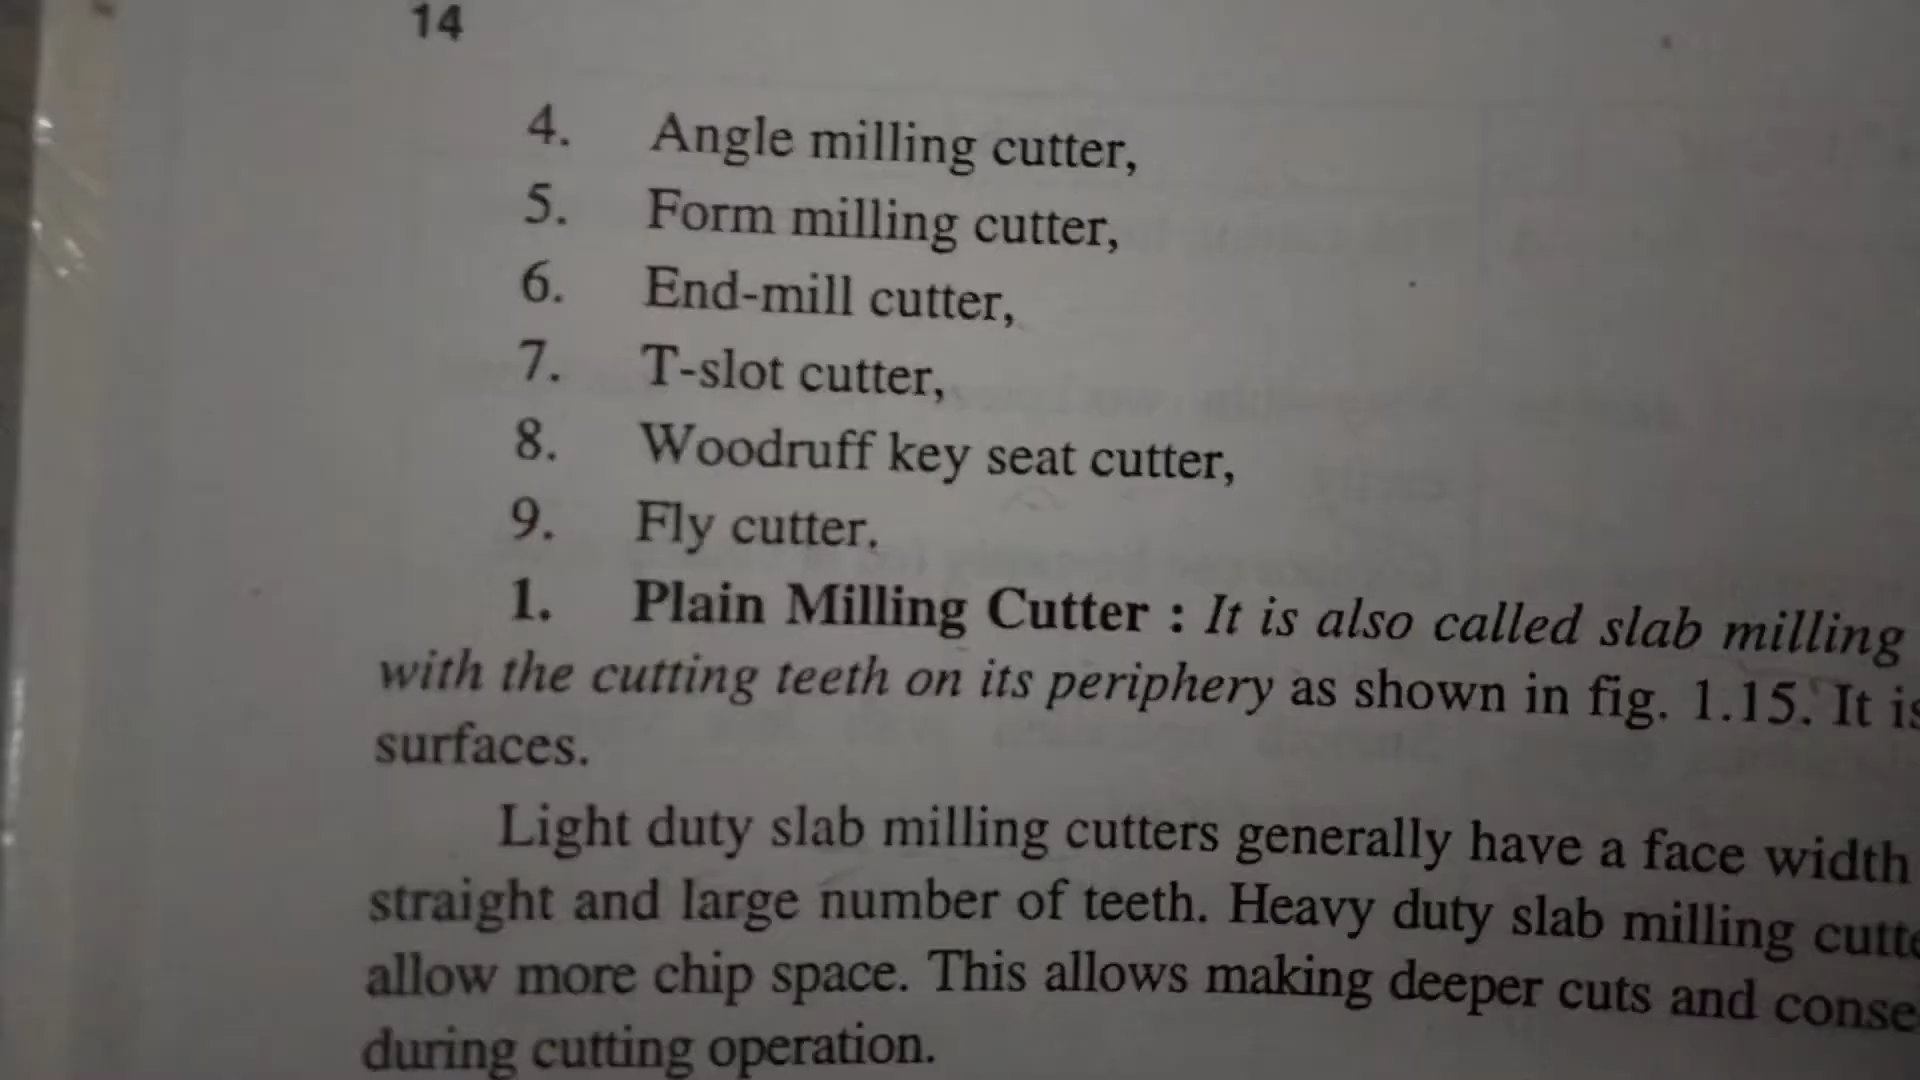 14
4. Angle milling cutter,
5. Form milling cutter,
6. End-mill cutter,
7. T-slot cutter,
8. Woodruff key seat cutter,
9. Fly cutter.
1. Plain Milling Cutter : It is also called slab milling
with the cutting teeth on its periphery as shown in fig. 1.15. It is
surfaces.
Light duty slab milling cutters generally have a face width
straight and large number of teeth. Heavy duty slab milling
allow more chip space. This allows making deeper cuts and
during cutting operation.